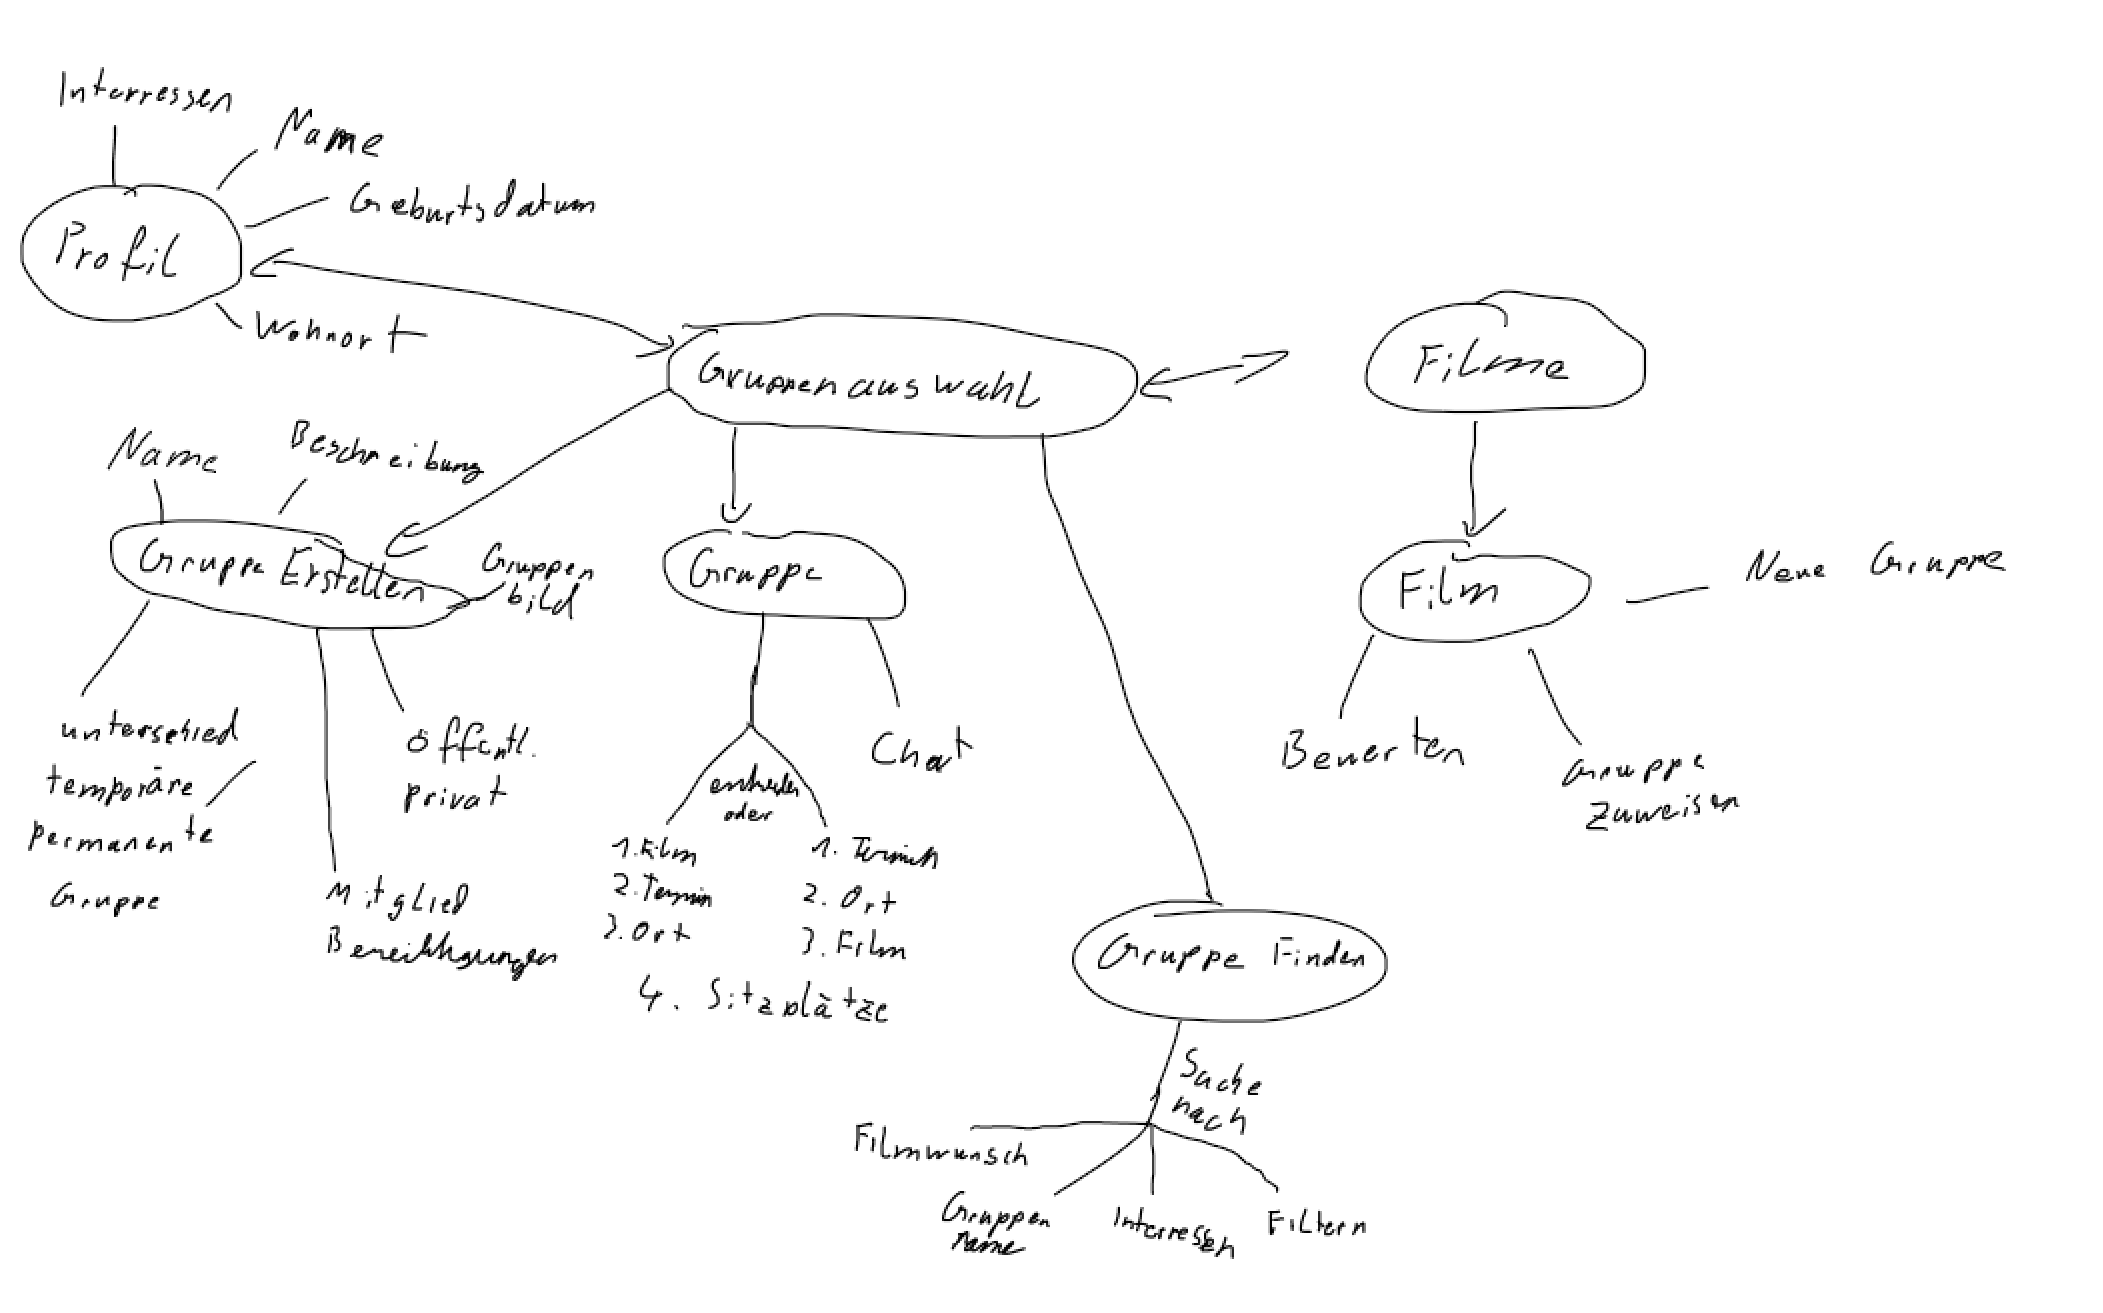 Interressen
Name
Geburtsdatum
Profil
Wohnort
Gruppenauswahl
Filme
Name
Beschreibung
Gruppe Erstellen
Gruppen
bild
Gruppe
Film
Neue Gruppe
unterschied
temporäre
permanente
Gruppe
öffentl.
privat
Mitglied
Chat
entweder
oder
1. Film
2. Termin
3. Ort
1. Termin
2. Ort
3. Film
4. Sitzplätze
Bewerten
Gruppe
zuweisen
Gruppe Finden
Suche
nach
Filmwunsch
Gruppen
name
Interressen
Filtern